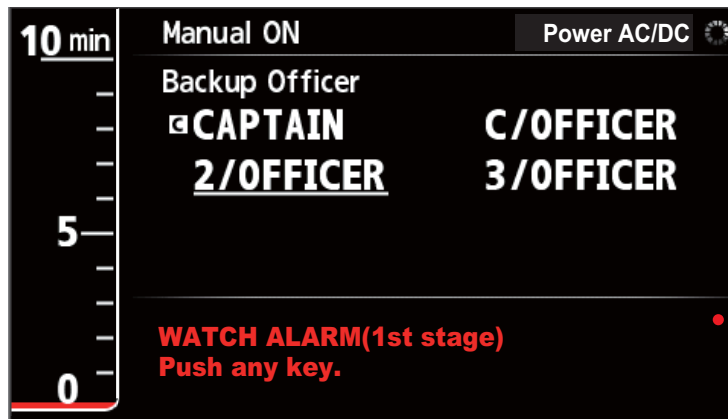 10 min
Manual ON Power AC/DC
Backup Officer
C CAPTAIN C/OFFICER
2/OFFICER 3/OFFICER
5
WATCH ALARM(1st stage)
Push any key.
0